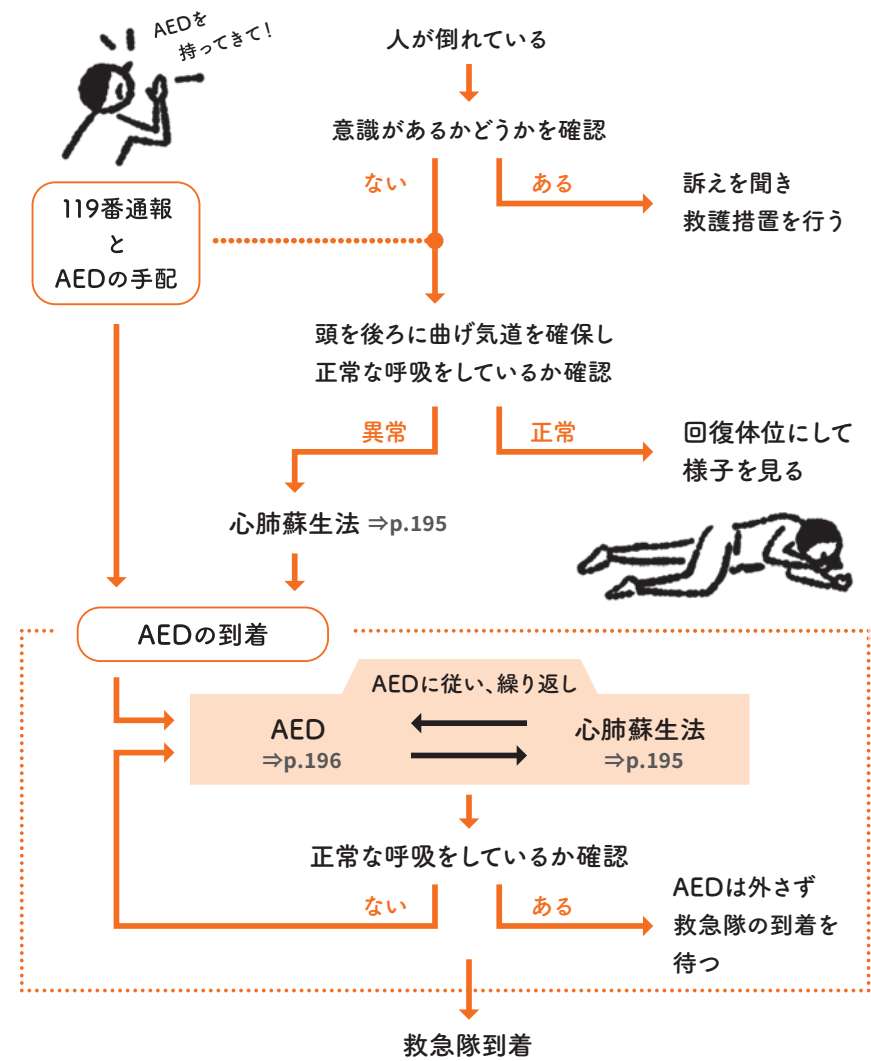 AEDを
持ってきて!
人が倒れている
意識があるかどうかを確認
ない
ある
訴えを聞き
救護措置を行う
119番通報
と
AEDの手配
頭を後ろに曲げ気道を確保し
正常な呼吸をしているか確認
異常
正常
回復体位にして
様子を見る
心肺蘇生法 ⇒p.195
AEDの到着
AEDに従い、繰り返し
AED
⇒p.196
心肺蘇生法
⇒p.195
正常な呼吸をしているか確認
ない
ある
AEDは外さず
救急隊の到着を
待つ
救急隊到着